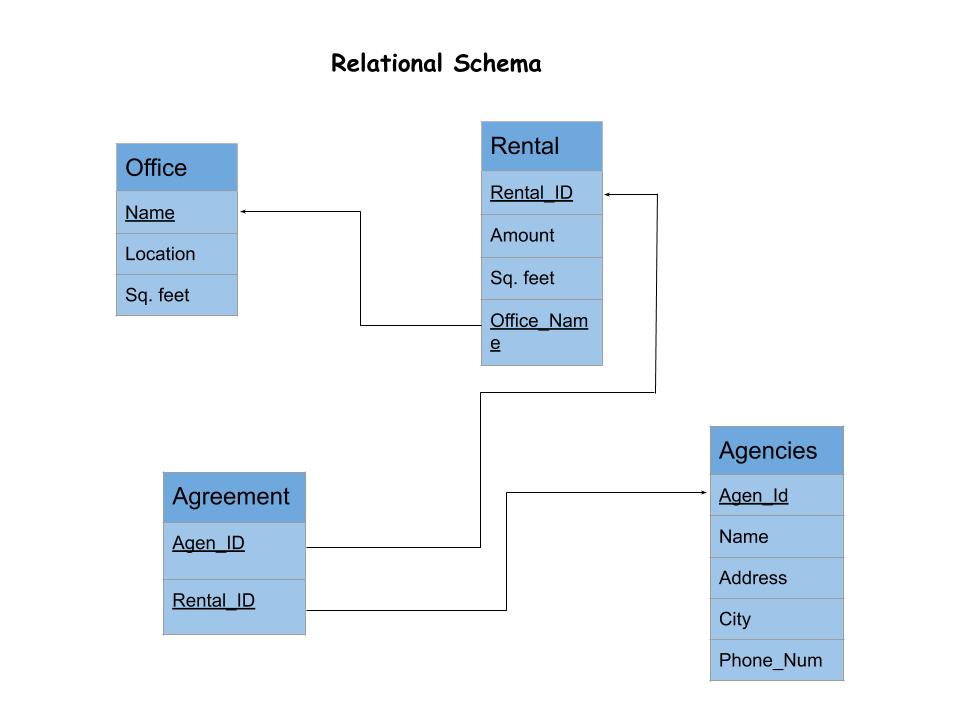 Relational Schema
Office
Name
Location
Sq. feet
Rental
Rental_ID
Amount
Sq. feet
Office_Nam
e
Agreement
Agen_ID
Rental_ID
Agencies
Agen_Id
Name
Address
City
Phone_Num